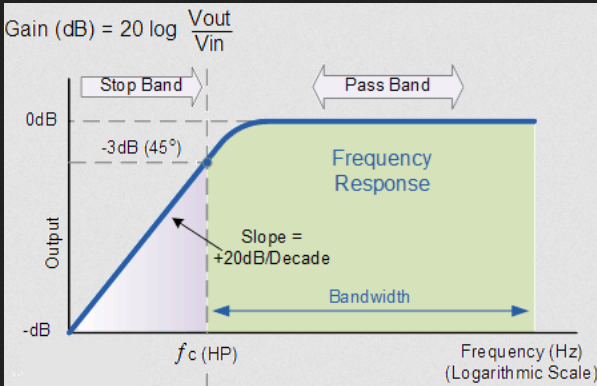 Gain (dB) = 20 log Vout
Vin
Stop Band
Pass Band
0dB
-3dB (45°)
Frequency
Response
Output
Slope =
+20dB/Decade
Bandwidth
-dB
ƒc (HP)
Frequency (Hz)
(Logarithmic Scale)